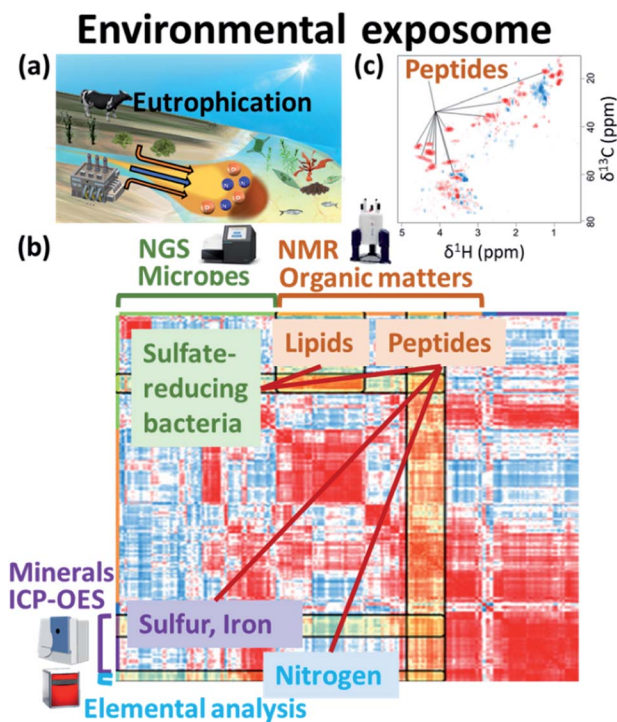 Environmental exposome
(a)
Eutrophication
(c)
Peptides
20
40
60
80
δ13C (ppm)
5
4
3
2
1
δ1H (ppm)
(b)
NGS
Microbes
NMR
Organic matters
Sulfate-
reducing
bacteria
Lipids
Peptides
Minerals
ICP-OES
Sulfur, Iron
Nitrogen
Elemental analysis